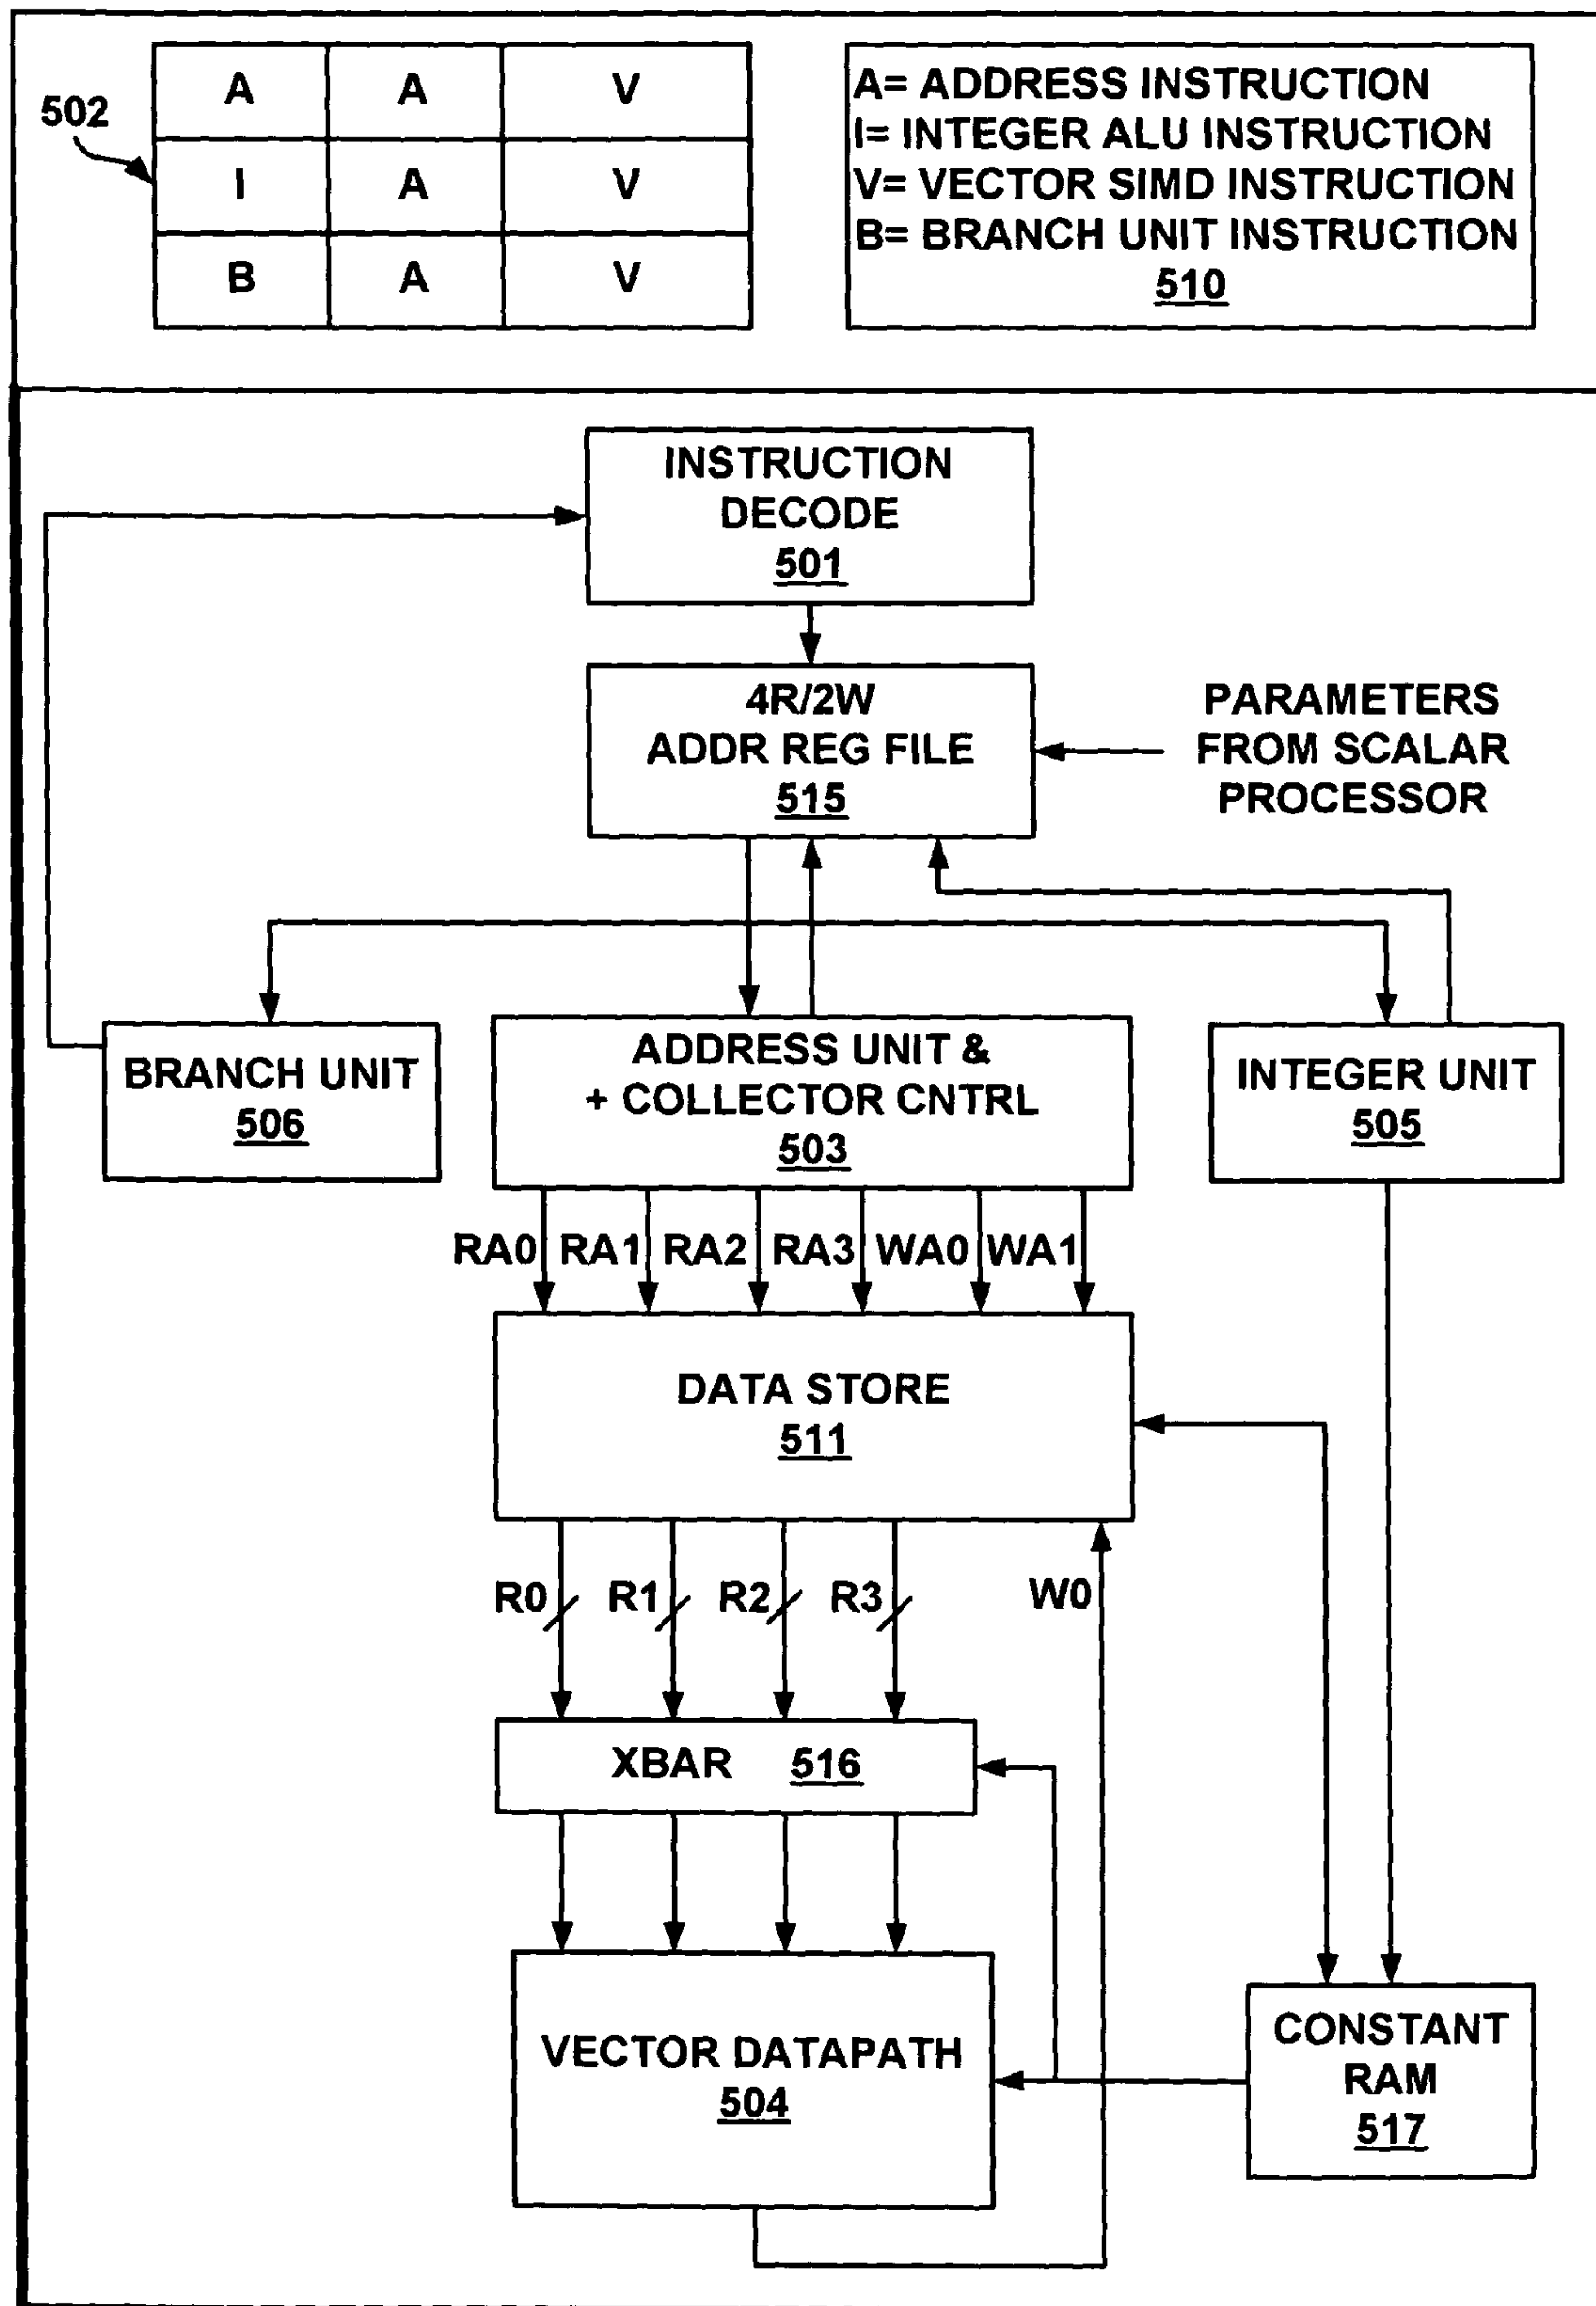 502
A A V
I A V
B A V
A= ADDRESS INSTRUCTION
I= INTEGER ALU INSTRUCTION
V= VECTOR SIMD INSTRUCTION
B= BRANCH UNIT INSTRUCTION
510
INSTRUCTION
DECODE
501
4R/2W
ADDR REG FILE
515
PARAMETERS
FROM SCALAR
PROCESSOR
BRANCH UNIT
506
ADDRESS UNIT &
+ COLLECTOR CNTRL
503
INTEGER UNIT
505
RA0 RA1 RA2 RA3 WA0 WA1
DATA STORE
511
R0 R1 R2 R3 W0
XBAR 516
VECTOR DATAPATH
504
CONSTANT
RAM
517